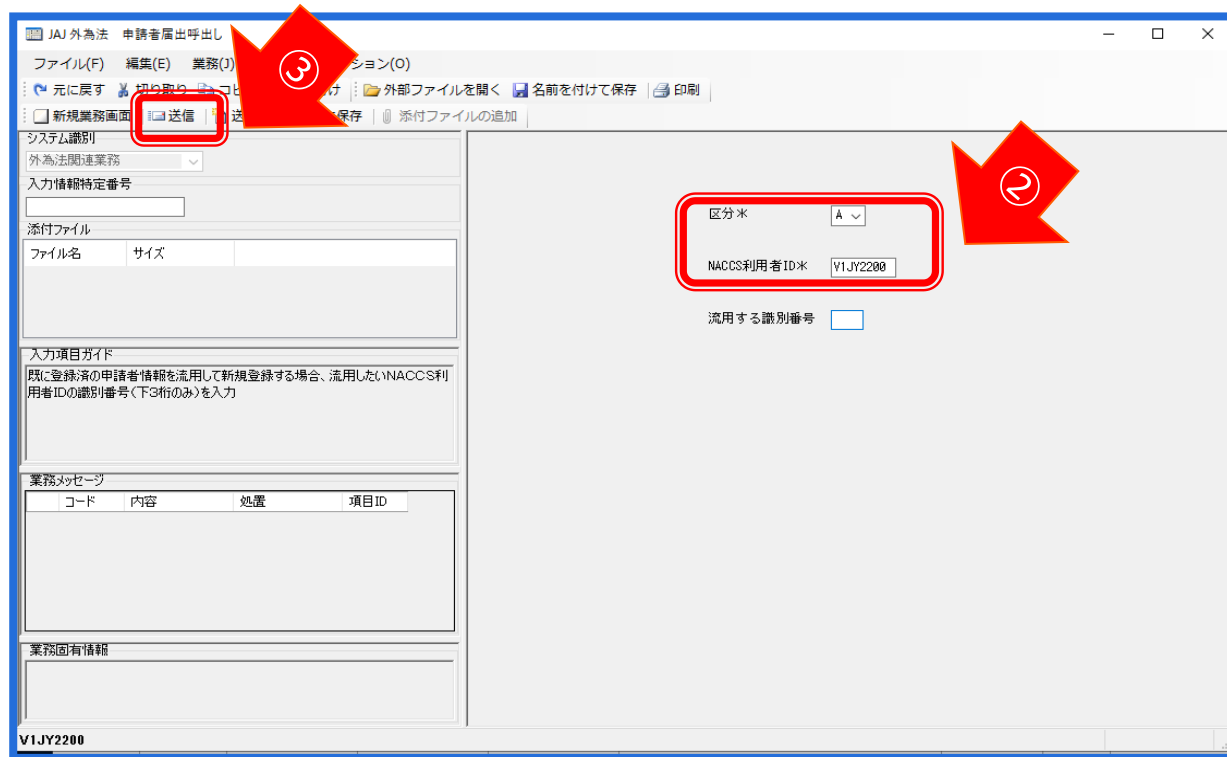 JAJ 外為法　申請者届出呼出し
ファイル(F) 編集(E) 業務(J) ション(O)
元に戻す 切り取り コピ け 外部ファイルを開く 名前を付けて保存 印刷
新規業務画面 送信 送 保存 添付ファイルの追加
③
②
システム識別
外為法関連業務
入力情報特定番号
添付ファイル
ファイル名 サイズ
入力項目ガイド
既に登録済の申請者情報を流用して新規登録する場合、流用したいNACCS利
用者IDの識別番号(下3桁のみ)を入力
業務メッセージ
コード 内容 処置 項目ID
業務固有情報
区分※ A
NACCS利用者ID※ V1JY2200
流用する識別番号
V1JY2200